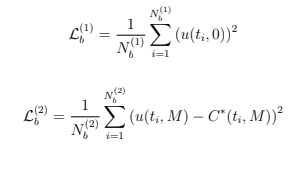 $$\mathcal{L}_b^{(1)} = \frac{1}{N_b^{(1)}} \sum_{i=1}^{N_b^{(1)}} (u(t_i, 0))^2$$
$$\mathcal{L}_b^{(2)} = \frac{1}{N_b^{(2)}} \sum_{i=1}^{N_b^{(2)}} (u(t_i, M) - C^*(t_i, M))^2$$